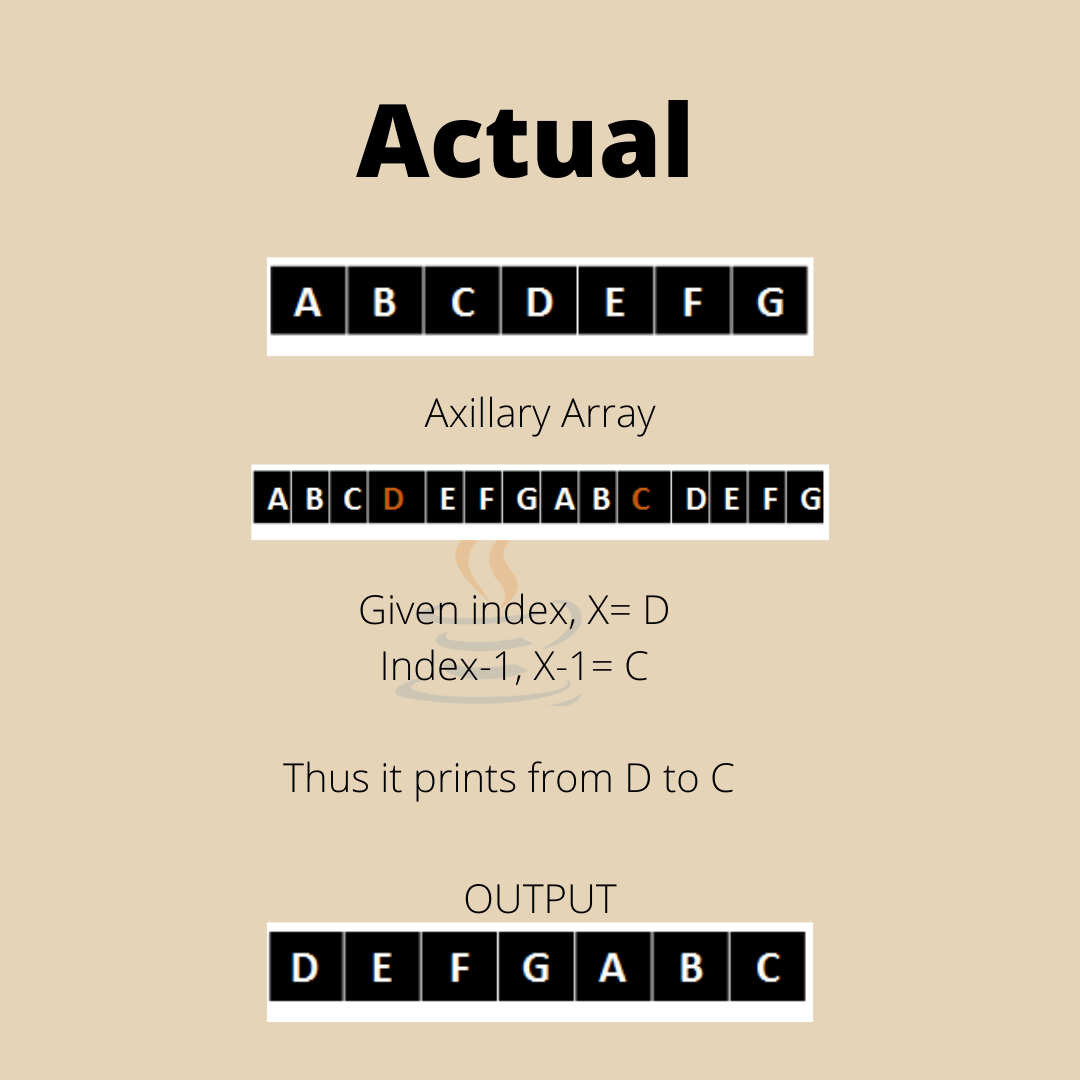 Actual
A B C D E F G
Axillary Array
A B C D E F G A B C D E F G
Given index, X= D
Index-1, X-1= C
Thus it prints from D to C
OUTPUT
D E F G A B C